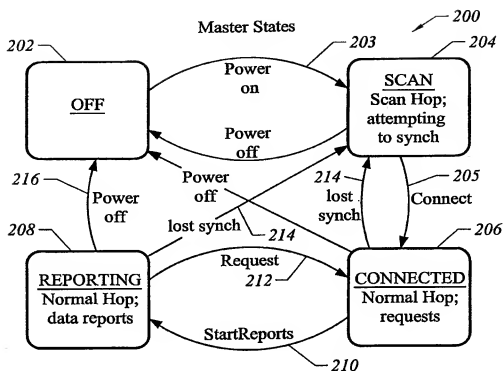 Master States
200
202
203
204
OFF
Power
on
SCAN
Scan Hop;
attempting
to synch
Power
off
216
Power
off
Power
off
214
lost
synch
205
Connect
208
lost synch
214
206
REPORTING
Normal Hop;
data reports
Request
212
CONNECTED
Normal Hop;
requests
StartReports
210